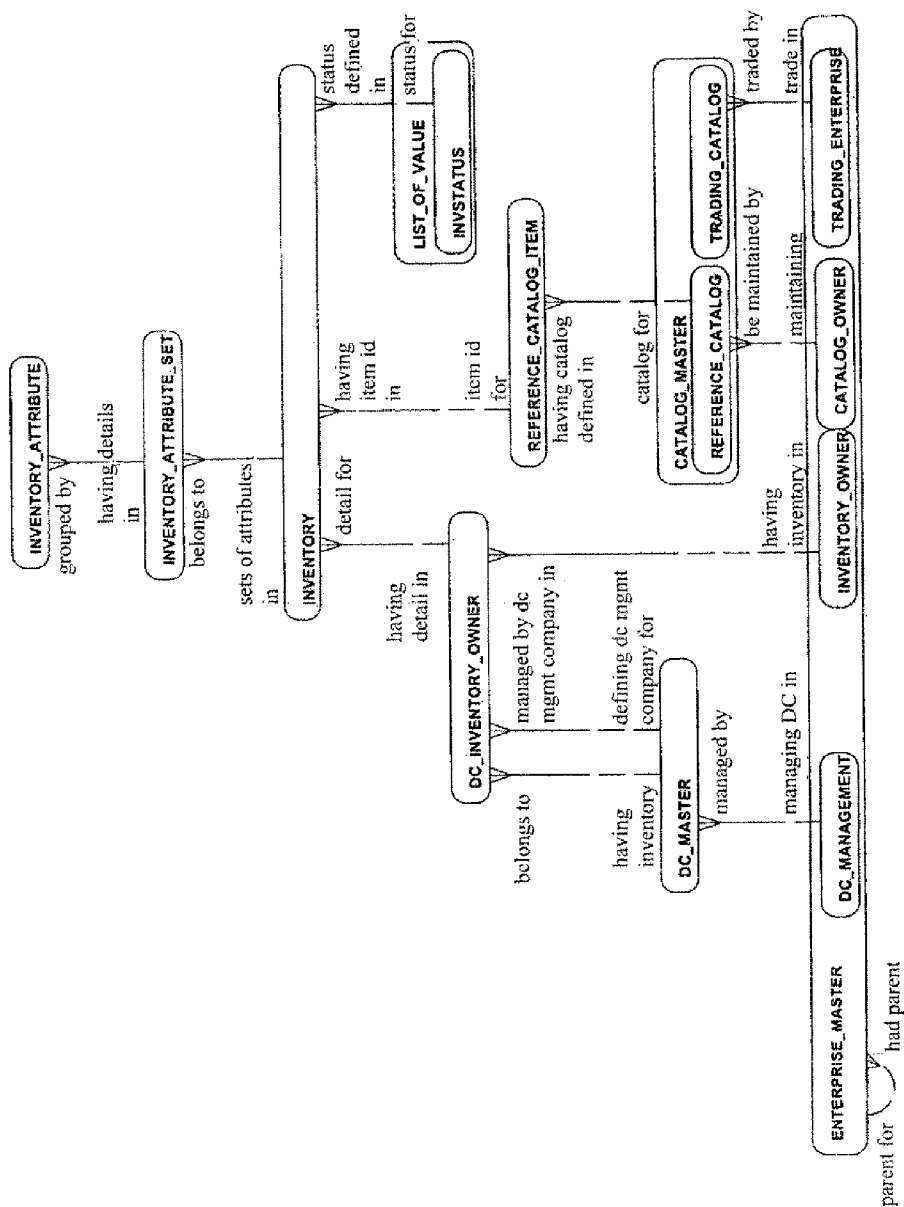 INVENTORY_ATTRIBUTE
grouped by
having details
in
INVENTORY_ATTRIBUTE_SET
belongs to
sets of attributes
in
INVENTORY
status
defined
in
status for
LIST_OF_VALUE
INVSTATUS
having
item id
in
item id
for
REFERENCE_CATALOG_ITEM
having catalog
defined in
catalog for
CATALOG_MASTER
REFERENCE_CATALOG
TRADING_CATALOG
traded by
trade in
be maintained by
maintaining
detail for
having
detail in
DC_INVENTORY_OWNER
managed by dc
mgmt company in
defining dc mgmt
company for
belongs to
having
inventory
DC_MASTER
managed by
managing DC in
having
inventory in
ENTERPRISE_MASTER
DC_MANAGEMENT
INVENTORY_OWNER
CATALOG_OWNER
TRADING_ENTERPRISE
parent for
had parent